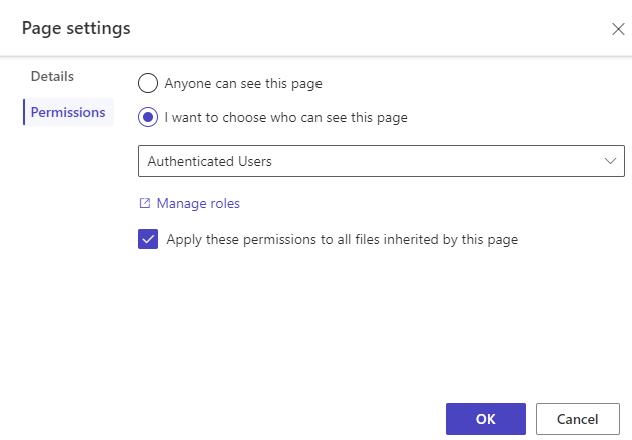 Page settings
Details
Permissions
Anyone can see this page
I want to choose who can see this page
Authenticated Users
Manage roles
Apply these permissions to all files inherited by this page
OK
Cancel